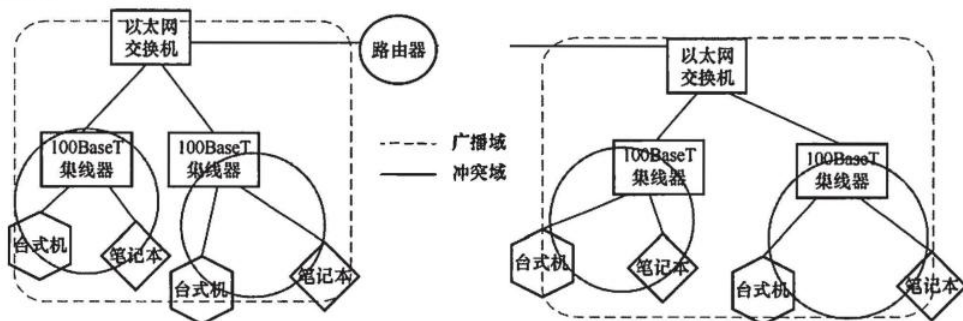 以太网
交换机
路由器
100BaseT
集线器
100BaseT
集线器
台式机
笔记本
台式机
笔记本
广播域
冲突域
以太网
交换机
100BaseT
集线器
100BaseT
集线器
台式机
笔记本
台式机
笔记本